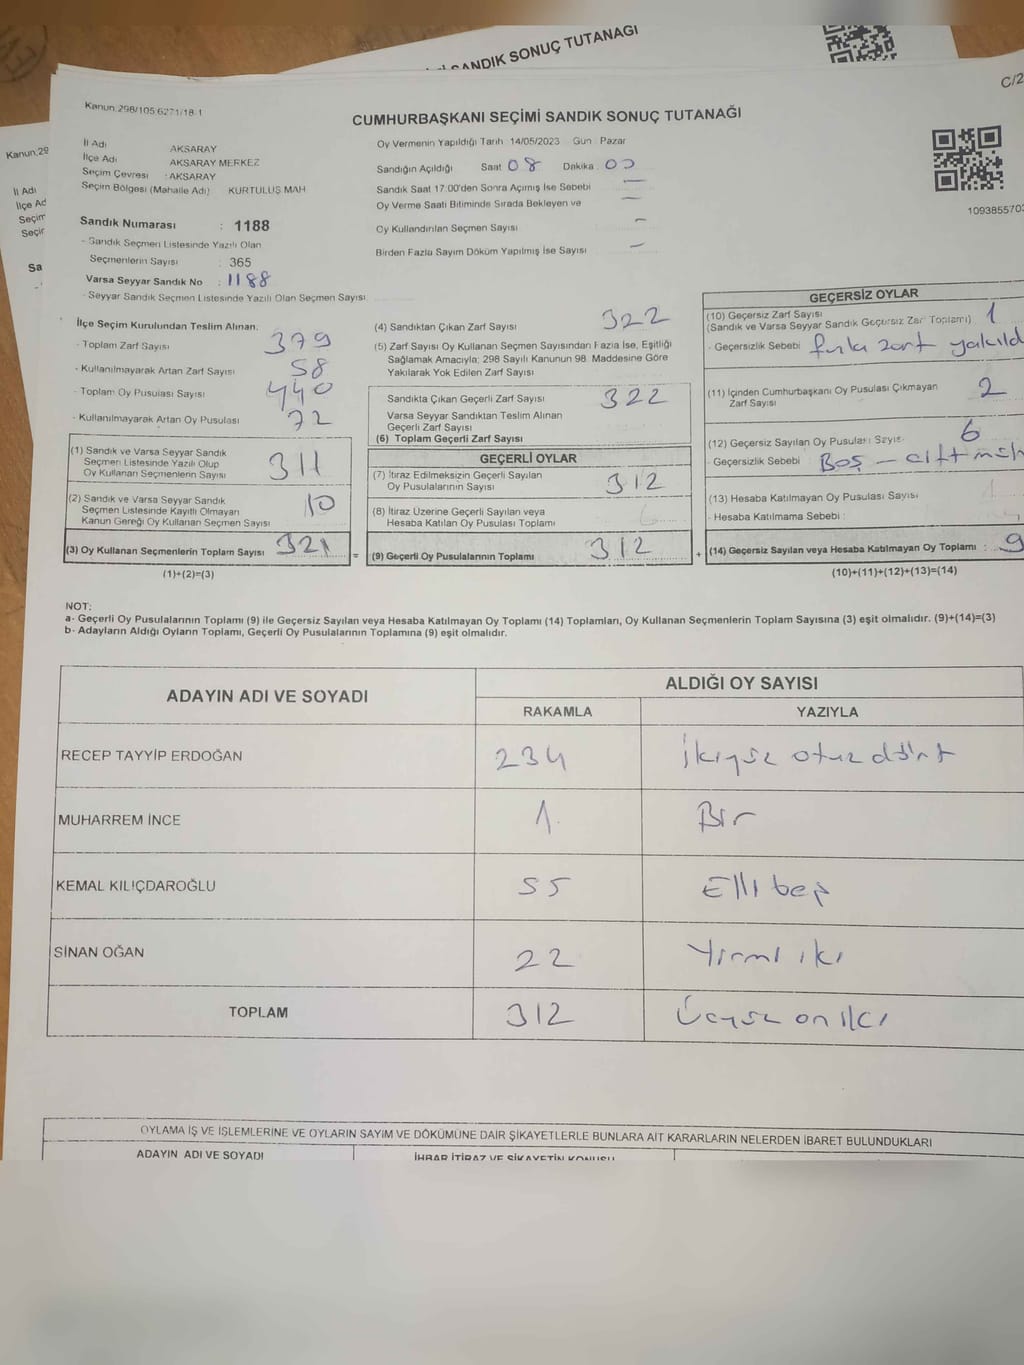 SANDIK SONUÇ TUTANAĞI
C/2
Kanun:298/105;6271/18-1
CUMHURBAŞKANI SEÇİMİ SANDIK SONUÇ TUTANAĞI
İl Adı AKSARAY
İlçe Adı AKSARAY MERKEZ
Seçim Çevresi : AKSARAY
Seçim Bölgesi (Mahalle Adı) KURTULUŞ MAH
Sandık Numarası : 1188
- Sandık Seçmen Listesinde Yazılı Olan
Seçmenlerin Sayısı : 365
Varsa Seyyar Sandık No : 1188
- Seyyar Sandık Seçmen Listesinde Yazılı Olan Seçmen Sayısı
Oy Vermenin Yapıldığı Tarih :14/05/2023 Gün : Pazar
Sandığın Açıldığı Saat 08 Dakika 00
Sandık Saat 17:00'den Sonra Açmış İse Sebebi
Oy Verme Saati Bitiminde Sırada Bekleyen ve
Oy Kullandırılan Seçmen Sayısı
Birden Fazla Sayım Döküm Yapılmış İse Sayısı
Kanun:29
İl Adı
İlçe Ad
Seçim
Seçir
Sa
109385570
İlçe Seçim Kurulundan Teslim Alınan;
- Toplam Zarf Sayısı 379
- Kullanılmayarak Artan Zarf Sayısı 58
- Toplam Oy Pusulası Sayısı 440
- Kullanılmayarak Artan Oy Pusulası 72
(1) Sandık ve Varsa Seyyar Sandık
Seçmen Listesinde Yazılı Olup
Oy Kullanan Seçmenlerin Sayısı 311
(2) Sandık ve Varsa Seyyar Sandık
Seçmen Listesinde Kayıtlı Olmayan
Kanun Gereği Oy Kullanan Seçmen Sayısı 10
(3) Oy Kullanan Seçmenlerin Toplam Sayısı 321
(1)+(2)=(3)
(4) Sandıktan Çıkan Zarf Sayısı 322
(5) Zarf Sayısı Oy Kullanan Seçmen Sayısından Fazla İse, Eşitliği
Sağlamak Amacıyla; 298 Sayılı Kanunun 98. Maddesine Göre
Yakılarak Yok Edilen Zarf Sayısı
Sandıkta Çıkan Geçerli Zarf Sayısı 322
Varsa Seyyar Sandıktan Teslim Alınan
Geçerli Zarf Sayısı
(6) Toplam Geçerli Zarf Sayısı
GEÇERLİ OYLAR
(7) İtiraz Edilmeksizin Geçerli Sayılan
Oy Pusulalarının Sayısı 312
(8) İtiraz Üzerine Geçerli Sayılan veya
Hesaba Katılan Oy Pusulası Toplamı
= (9) Geçerli Oy Pusulalarının Toplamı 312
GEÇERSİZ OYLAR
(10) Geçersiz Zarf Sayısı 1
(Sandık ve Varsa Seyyar Sandık Geçersiz Zarf Toplamı)
- Geçersizlik Sebebi
(11) İçinden Cumhurbaşkanı Oy Pusulası Çıkmayan
Zarf Sayısı 2
(12) Geçersiz Sayılan Oy Pusulası Sayısı 6
- Geçersizlik Sebebi : Boş -
(13) Hesaba Katılmayan Oy Pusulası Sayısı
- Hesaba Katılmama Sebebi :
+ (14) Geçersiz Sayılan veya Hesaba Katılmayan Oy Toplamı : 9
(10)+(11)+(12)+(13)=(14)
NOT:
a- Geçerli Oy Pusulalarının Toplamı (9) ile Geçersiz Sayılan veya Hesaba Katılmayan Oy Toplamı (14) Toplamları, Oy Kullanan Seçmenlerin Toplam Sayısına (3) eşit olmalıdır. (9)+(14)=(3)
b- Adayların Aldığı Oyların Toplamı, Geçerli Oy Pusulalarının Toplamına (9) eşit olmalıdır.
ADAYIN ADI VE SOYADI
ALDIĞI OY SAYISI
RAKAMLA YAZIYLA
RECEP TAYYİP ERDOĞAN 234 İkiyüz otuz dört
MUHARREM İNCE 1 Bir
KEMAL KILIÇDAROĞLU 55 Elli beş
SİNAN OĞAN 22 Yirmi iki
TOPLAM 312 Üçyüz on iki
OYLAMA İŞ VE İŞLEMLERİNE VE OYLARIN SAYIM VE DÖKÜMÜNE DAİR ŞİKAYETLERLE BUNLARA AİT KARARLARIN NELERDEN İBARET BULUNDUKLARI
ADAYIN ADI VE SOYADI İHBAR İTİRAZ VE ŞİKAYETİN KONUSU